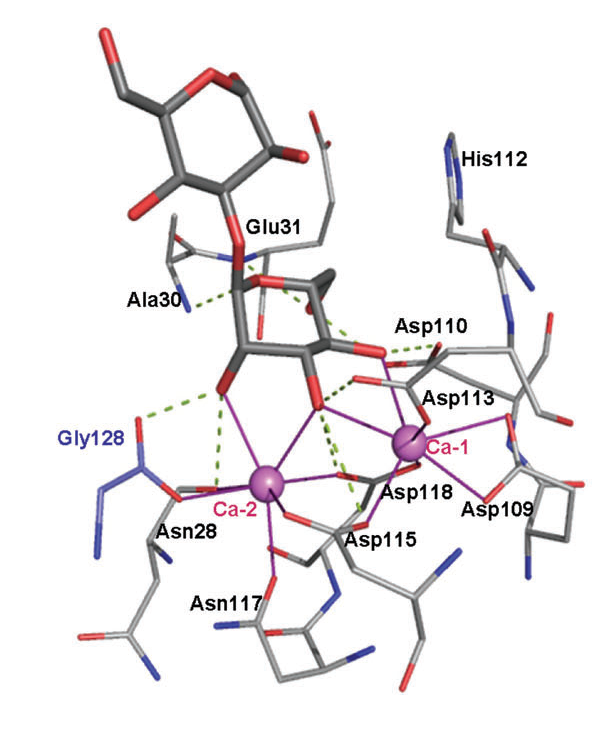 His112
Glu31
Ala30
Asp110
Asp113
Gly128
Ca-1
Asp118
Ca-2
Asp109
Asn28
Asp115
Asn117